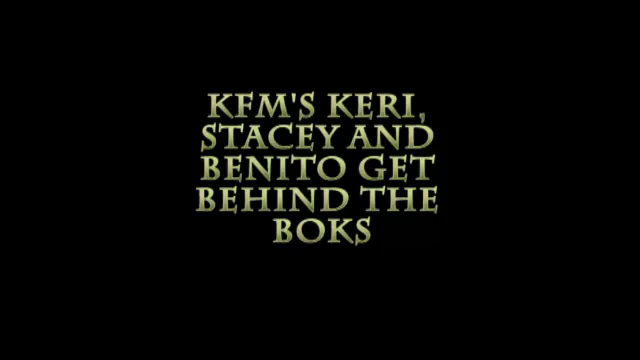 KFM'S KERI,
STACEY AND
BENITO GET
BEHIND THE
BOKS